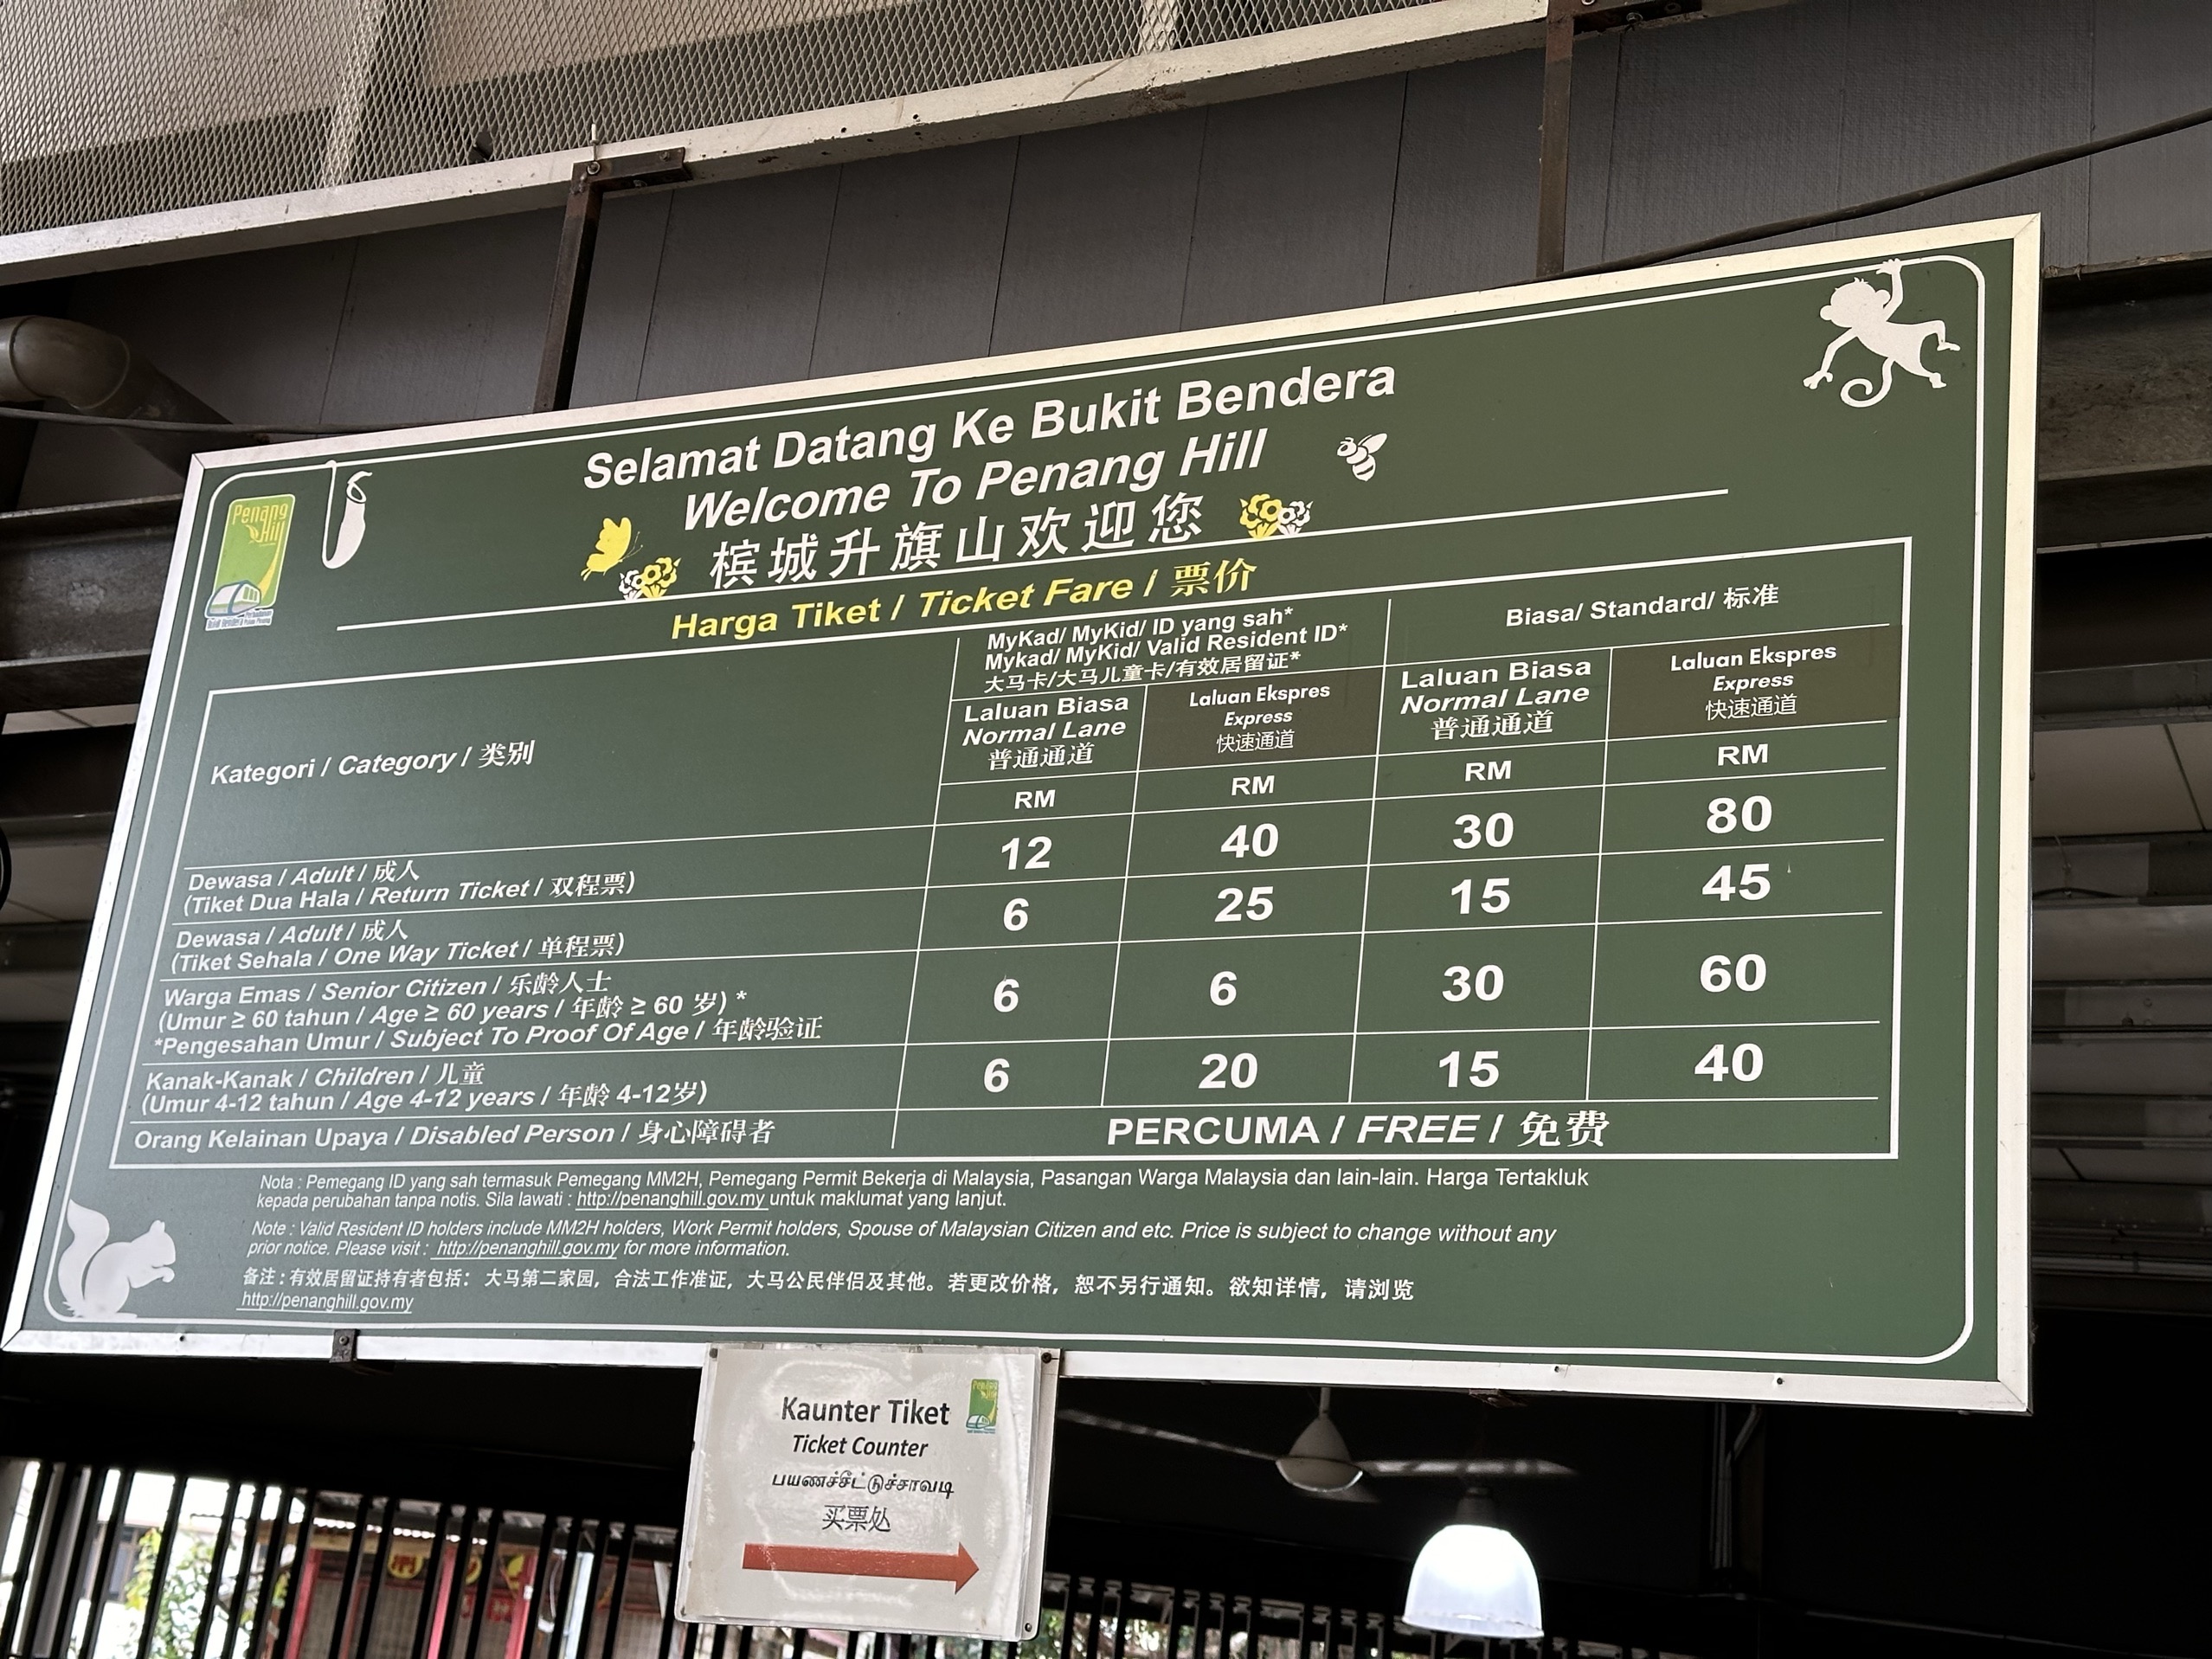 Selamat Datang Ke Bukit Bendera
Welcome To Penang Hill
槟城升旗山欢迎您
Penang
Hill
Harga Tiket / Ticket Fare / 票价
Kategori / Category / 类别
MyKad/ MyKid/ ID yang sah*
Mykad/ MyKid/ Valid Resident ID*
大马卡/大马儿童卡/有效居留证*
Biasa/ Standard/ 标准
Laluan Biasa
Normal Lane
普通通道
Laluan Ekspres
Express
快速通道
Laluan Biasa
Normal Lane
普通通道
Laluan Ekspres
Express
快速通道
RM RM RM RM
Dewasa / Adult / 成人
(Tiket Dua Hala / Return Ticket / 双程票)
12 40 30 80
Dewasa / Adult / 成人
(Tiket Sehala / One Way Ticket / 单程票)
6 25 15 45
Warga Emas / Senior Citizen / 乐龄人士
(Umur ≥ 60 tahun / Age ≥ 60 years / 年龄 ≥ 60 岁) *
*Pengesahan Umur / Subject To Proof Of Age / 年龄验证
6 6 30 60
Kanak-Kanak / Children / 儿童
(Umur 4-12 tahun / Age 4-12 years / 年龄 4-12岁)
6 20 15 40
Orang Kelainan Upaya / Disabled Person / 身心障碍者
PERCUMA / FREE / 免费
Nota : Pemegang ID yang sah termasuk Pemegang MM2H, Pemegang Permit Bekerja di Malaysia, Pasangan Warga Malaysia dan lain-lain. Harga Tertakluk
kepada perubahan tanpa notis. Sila lawati : http://penanghill.gov.my untuk maklumat yang lanjut.
Note : Valid Resident ID holders include MM2H holders, Work Permit holders, Spouse of Malaysian Citizen and etc. Price is subject to change without any
prior notice. Please visit : http://penanghill.gov.my for more information.
备注 : 有效居留证持有者包括： 大马第二家园，合法工作准证，大马公民伴侣及其他。若更改价格，恕不另行通知。欲知详情，请浏览
http://penanghill.gov.my
Kaunter Tiket
Ticket Counter
பயணச்சீட்டுச்சாவடி
买票处